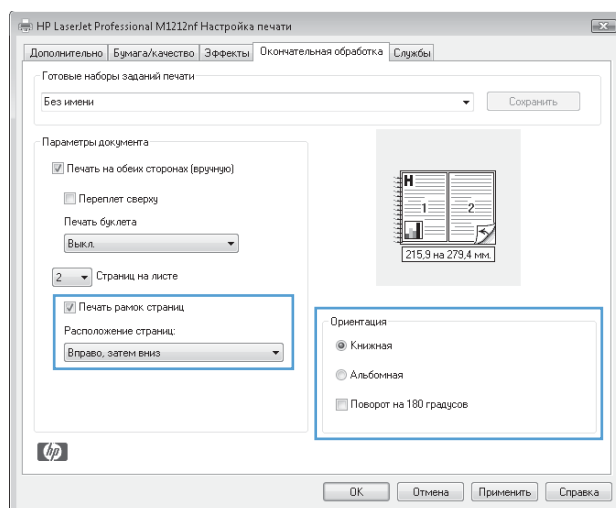 HP LaserJet Professional M1212nf Настройка печати
Дополнительно Бумага/качество Эффекты Окончательная обработка Службы
Готовые наборы заданий печати
Без имени
Сохранить
Параметры документа
Печать на обеих сторонах (вручную)
Переплет сверху
Печать буклета
Выкл.
2 Страниц на листе
Печать рамок страниц
Расположение страниц:
Вправо, затем вниз
H
1 2
215,9 на 279,4 мм.
Ориентация
Книжная
Альбомная
Поворот на 180 градусов
hp
OK Отмена Применить Справка